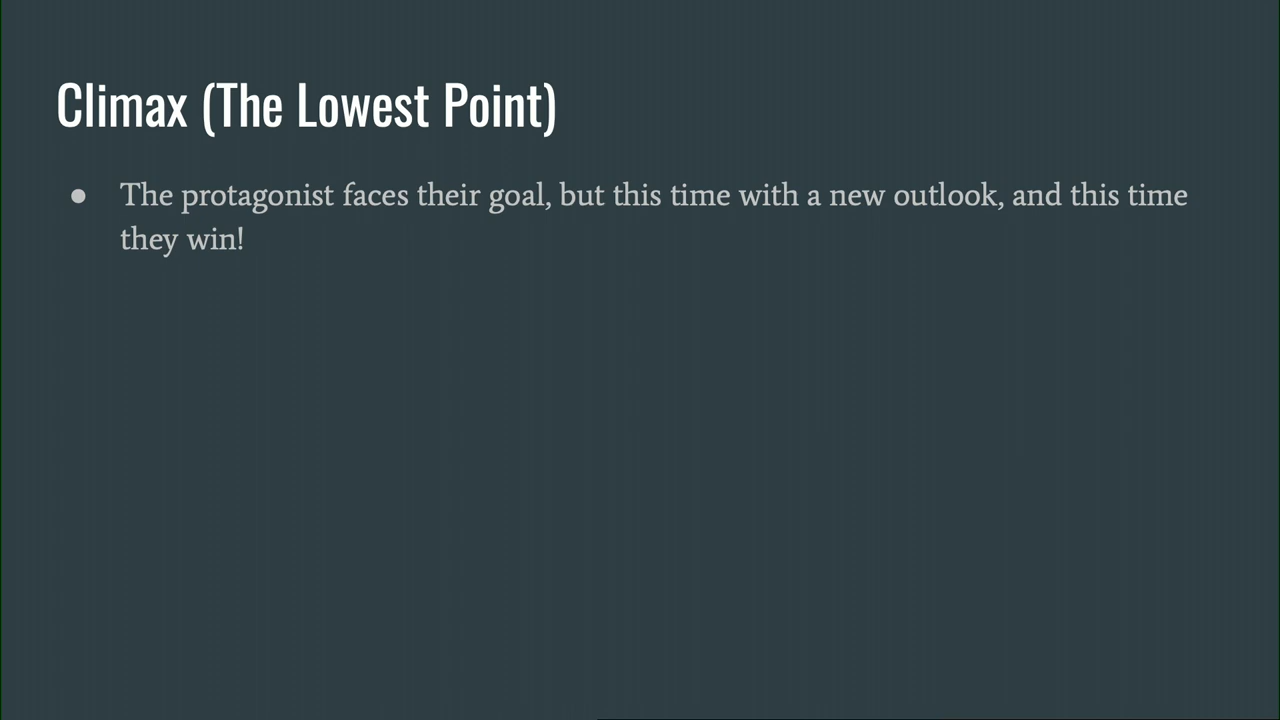 Climax (The Lowest Point)
● The protagonist faces their goal, but this time with a new outlook, and this time
they win!